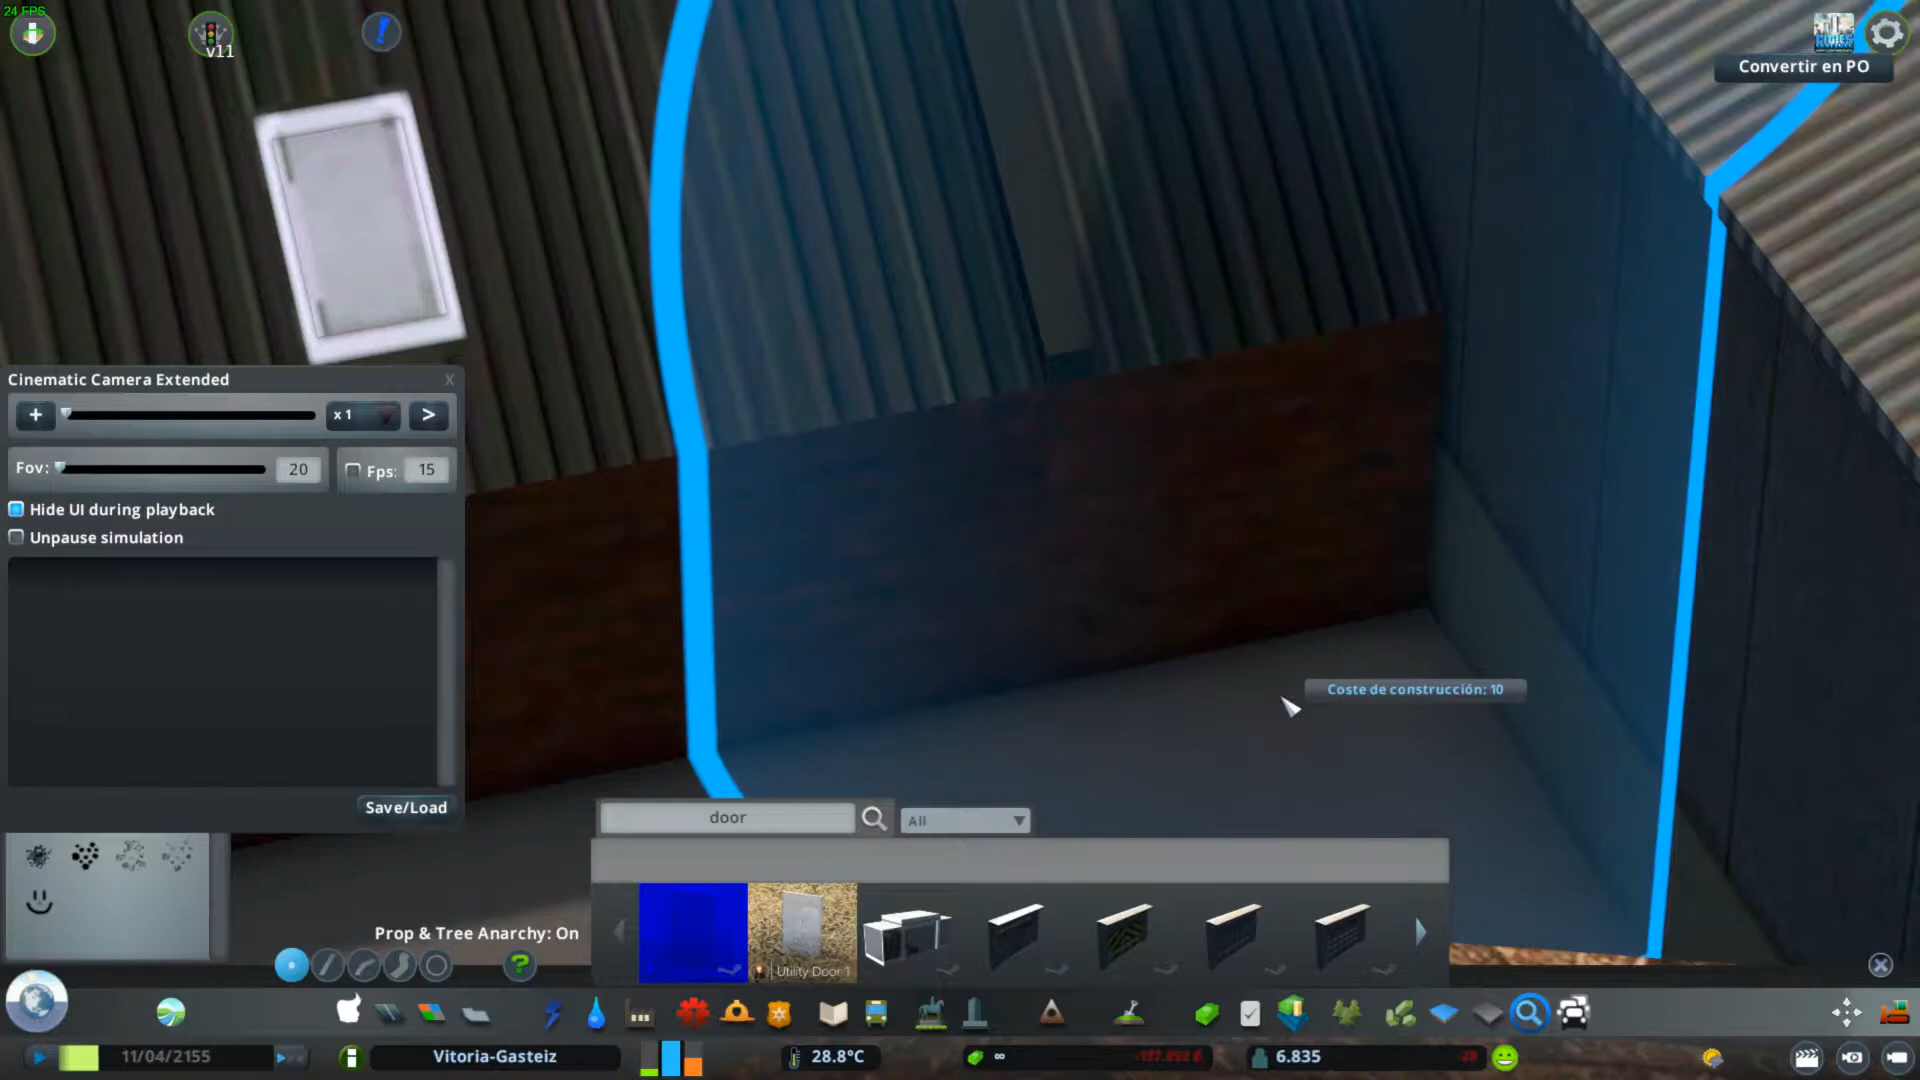 24 FPS
v11
CITIES
Convertir en PO
Cinematic Camera Extended
X
+
x 1
>
Fov:
20
Fps:
15
Hide UI during playback
Unpause simulation
Save/Load
Coste de construcción: 10
door
All
Utility Door 1
Prop & Tree Anarchy: On
11/04/2155
Vitoria-Gasteiz
28.8°C
∞
6.835